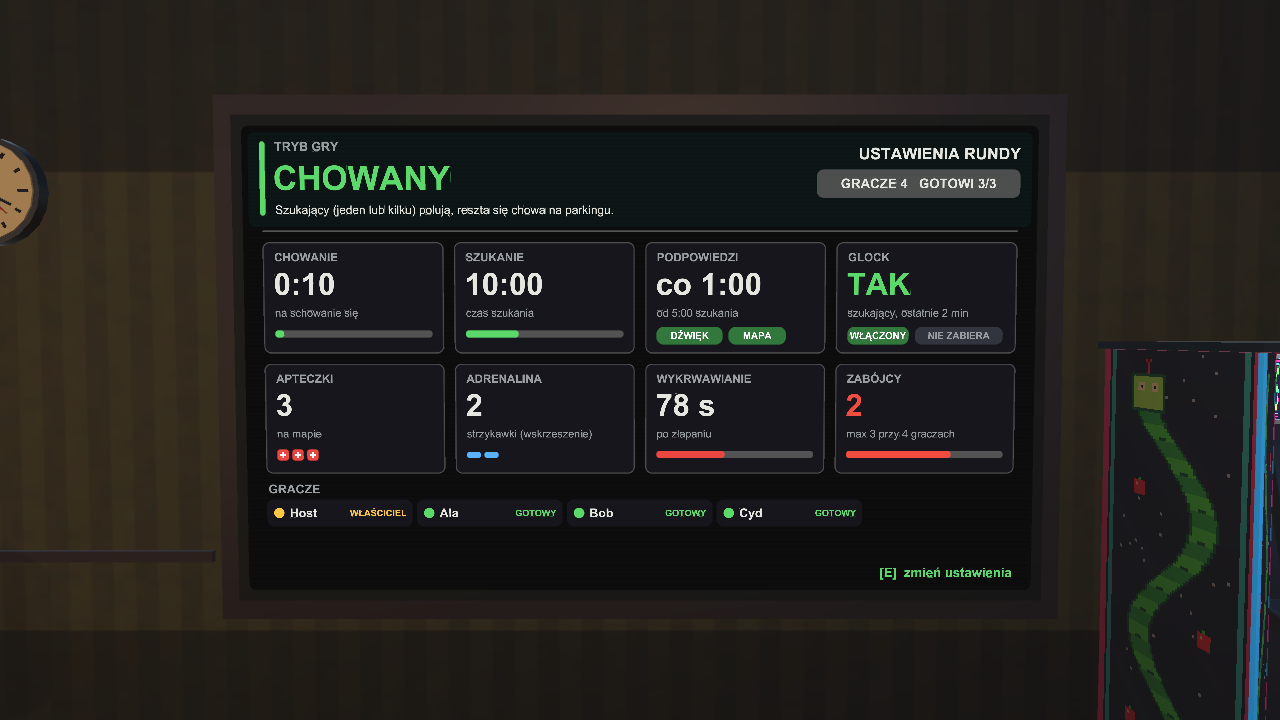 TRYB GRY
CHOWANY
Szukający (jeden lub kilku) polują, reszta się chowa na parkingu.
USTAWIENIA RUNDY
GRACZE 4 GOTOWI 3/3
CHOWANIE
0:10
na schowanie się
SZUKANIE
10:00
czas szukania
PODPOWIEDZI
co 1:00
od 5:00 szukania
DŹWIĘK MAPA
GLOCK
TAK
szukający, ostatnie 2 min
WŁĄCZONY NIE ZABIERA
APTECZKI
3
na mapie
ADRENALINA
2
strzykawki (wskrzeszenie)
WYKRWAWIANIE
78 s
po złapaniu
ZABÓJCY
2
max 3 przy 4 graczach
GRACZE
Host WŁAŚCICIEL Ala GOTOWY Bob GOTOWY Cyd GOTOWY
[E] zmień ustawienia